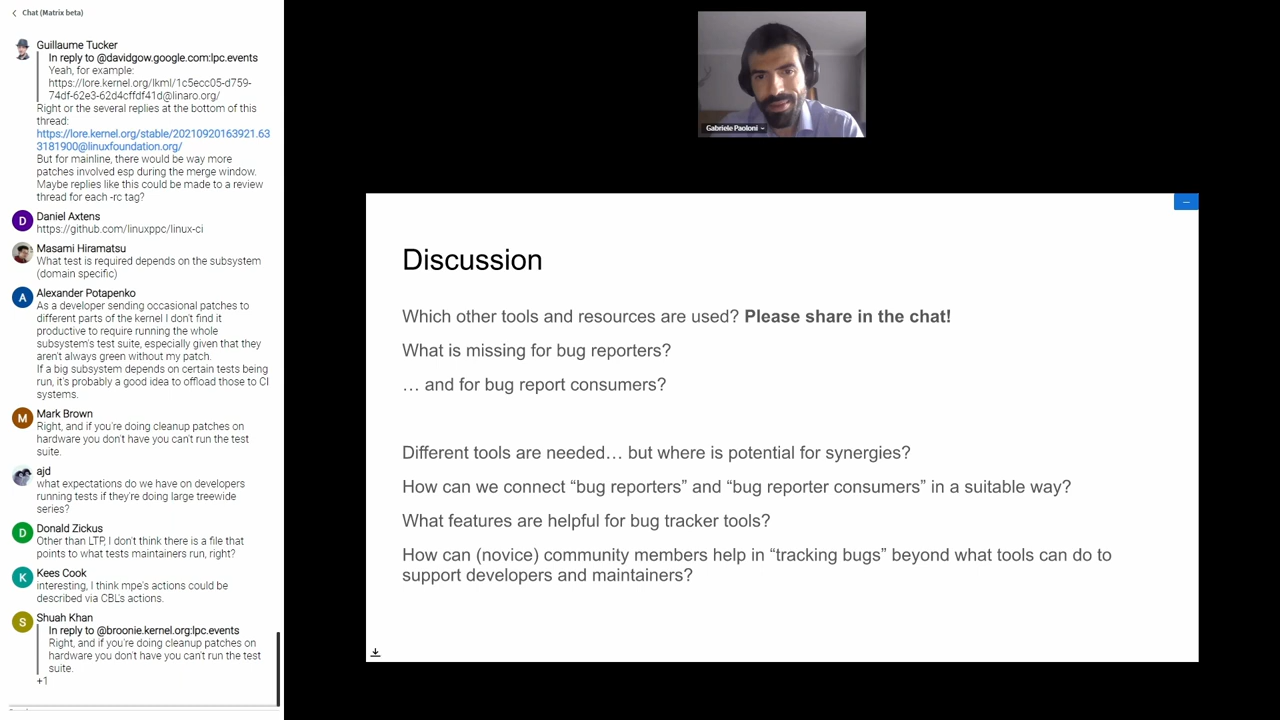 Chat (Matrix beta)
Guillaume Tucker
In reply to @davidgow.google.com:lpc.events
Yeah, for example:
https://lore.kernel.org/lkml/1c5ecc05-d759-
74df-62e3-62d4cffdf41d@linaro.org/
Right or the several replies at the bottom of this
thread:
https://lore.kernel.org/stable/20210920163921.63
3181900@linuxfoundation.org/
But for mainline, there would be way more
patches involved esp during the merge window.
Maybe replies like this could be made to a review
thread for each -rc tag?
D
Daniel Axtens
https://github.com/linuxppc/linux-ci
Masami Hiramatsu
What test is required depends on the subsystem
(domain specific)
A
Alexander Potapenko
As a developer sending occasional patches to
different parts of the kernel I don't find it
productive to require running the whole
subsystem's test suite, especially given that they
aren't always green without my patch.
If a big subsystem depends on certain tests being
run, it's probably a good idea to offload those to CI
systems.
M
Mark Brown
Right, and if you're doing cleanup patches on
hardware you don't have you can't run the test
suite.
ajd
what expectations do we have on developers
running tests if they're doing large treewide
series?
D
Donald Zickus
Other than LTP, I don't think there is a file that
points to what tests maintainers run, right?
K
Kees Cook
interesting, I think mpe's actions could be
described via CBL's actions.
S
Shuah Khan
In reply to @broonie.kernel.org:lpc.events
Right, and if you're doing cleanup patches on
hardware you don't have you can't run the test
suite.
+1
Gabriele Paoloni
Discussion
Which other tools and resources are used? Please share in the chat!
What is missing for bug reporters?
… and for bug report consumers?
Different tools are needed… but where is potential for synergies?
How can we connect “bug reporters” and “bug reporter consumers” in a suitable way?
What features are helpful for bug tracker tools?
How can (novice) community members help in “tracking bugs” beyond what tools can do to
support developers and maintainers?